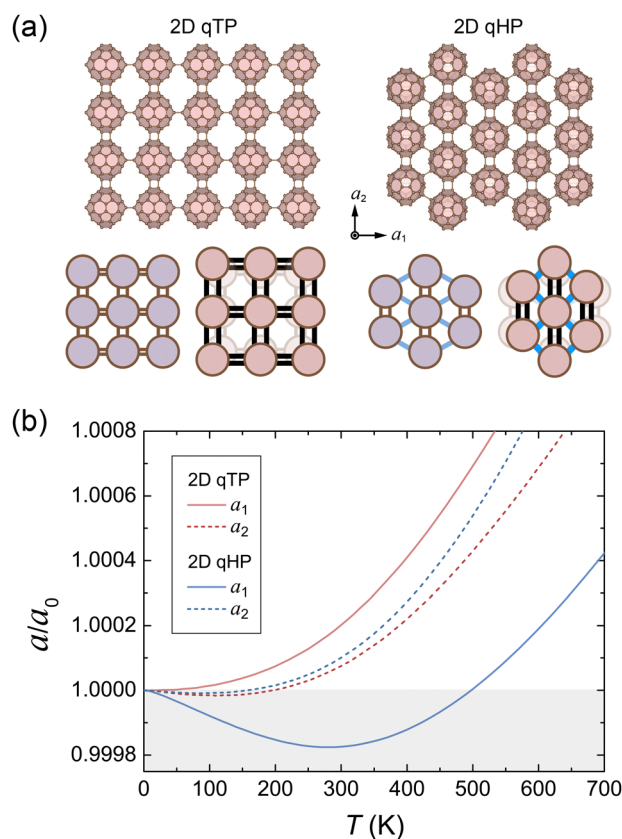 (a)
2D qTP
2D qHP
a2
a1
(b)
1.0008
1.0006
1.0004
1.0002
1.0000
0.9998
a/a0
2D qTP
a1
a2
2D qHP
a1
a2
0 100 200 300 400 500 600 700
T (K)